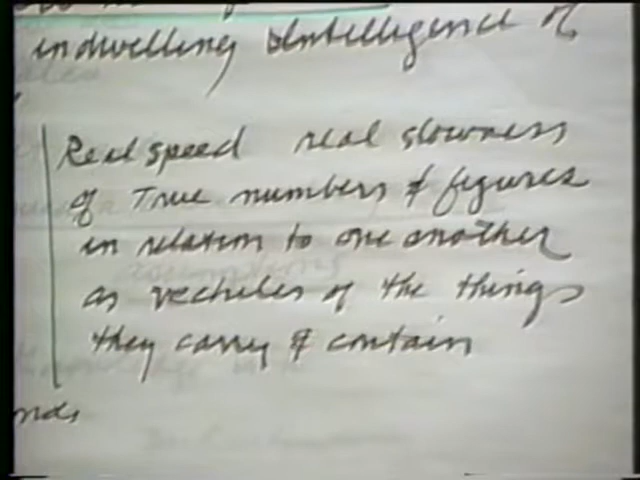 indwelling Intelligence of
Real speed real slowness
of True numbers & figures
in relation to one another
as vechiles of the things
they carry & contain
nds